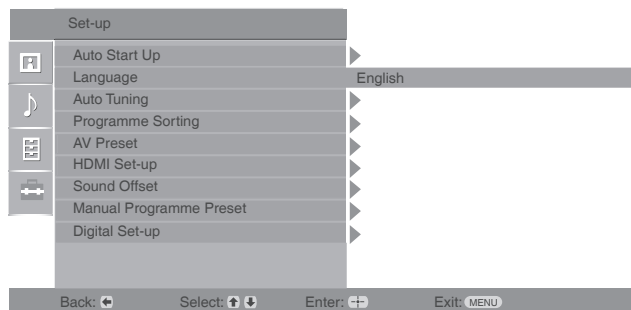 Set-up
Auto Start Up
Language English
Auto Tuning
Programme Sorting
AV Preset
HDMI Set-up
Sound Offset
Manual Programme Preset
Digital Set-up
Back: Select: Enter: Exit: MENU